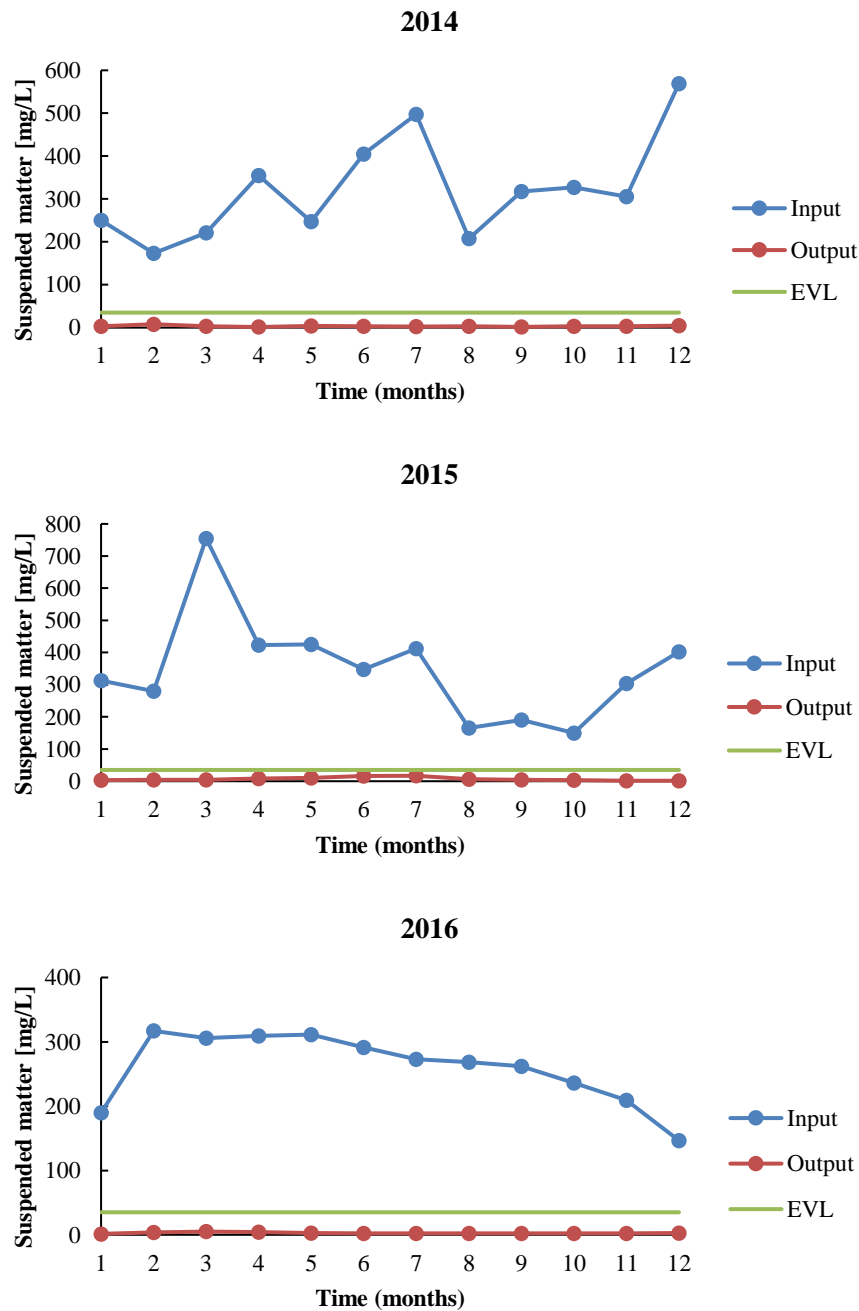 2014
Suspended matter [mg/L]
600
500
400
300
200
100
0
1 2 3 4 5 6 7 8 9 10 11 12
Time (months)
Input
Output
EVL
2015
Suspended matter [mg/L]
800
700
600
500
400
300
200
100
0
1 2 3 4 5 6 7 8 9 10 11 12
Time (months)
Input
Output
EVL
2016
Suspended matter [mg/L]
400
300
200
100
0
1 2 3 4 5 6 7 8 9 10 11 12
Time (months)
Input
Output
EVL